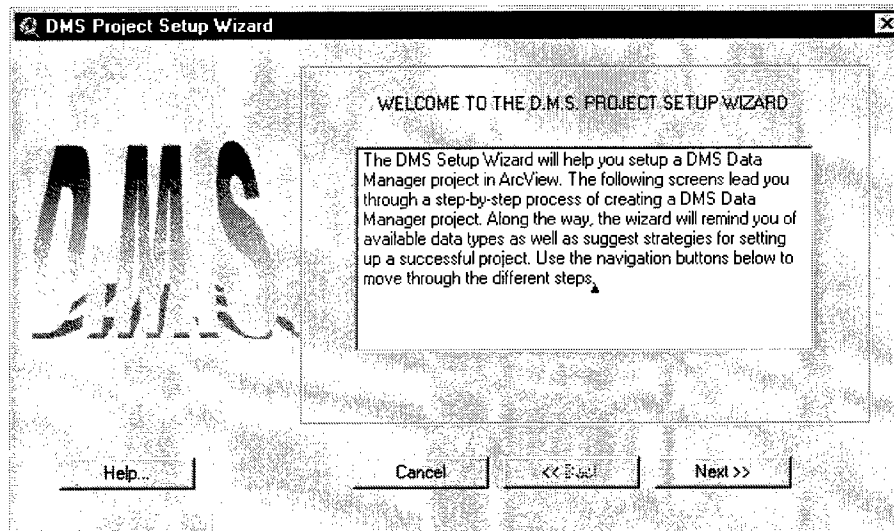 DMS Project Setup Wizard
D.M.S.
WELCOME TO THE D.M.S. PROJECT SETUP WIZARD
The DMS Setup Wizard will help you setup a DMS Data
Manager project in ArcView. The following screens lead you
through a step-by-step process of creating a DMS Data
Manager project. Along the way, the wizard will remind you of
available data types as well as suggest strategies for setting
up a successful project. Use the navigation buttons below to
move through the different steps.
Help...
Cancel
<< Back
Next >>